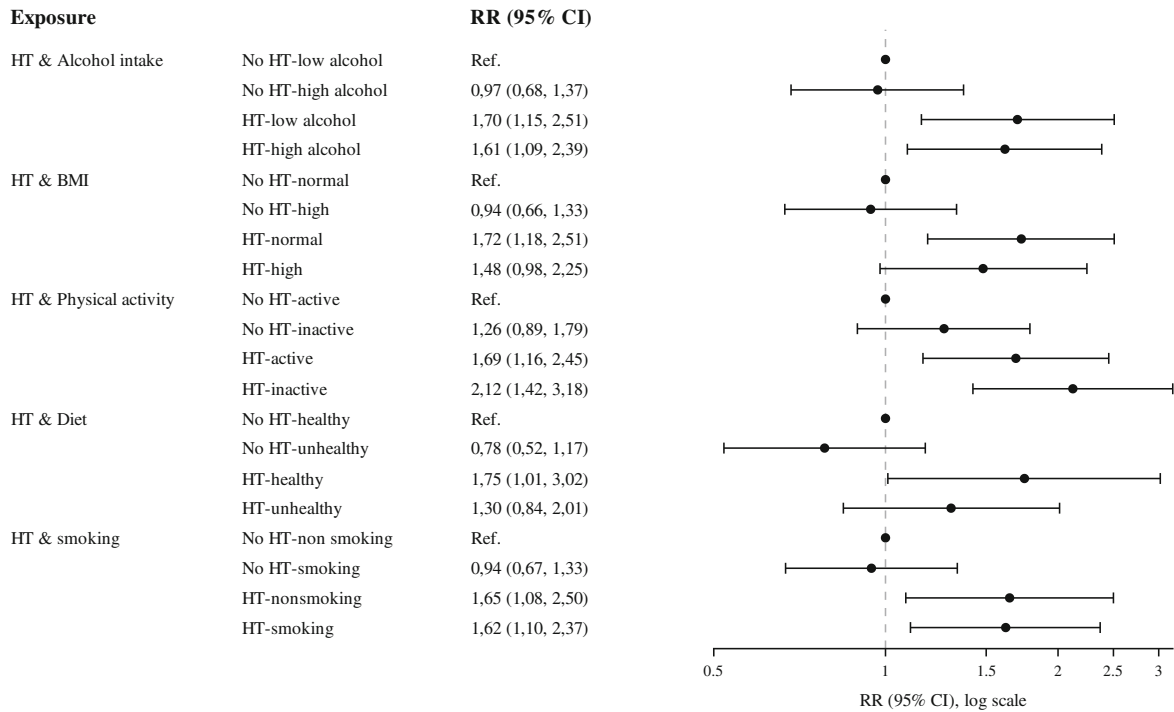 Exposure RR (95% CI)
HT & Alcohol intake No HT-low alcohol Ref.
No HT-high alcohol 0,97 (0,68, 1,37)
HT-low alcohol 1,70 (1,15, 2,51)
HT-high alcohol 1,61 (1,09, 2,39)
HT & BMI No HT-normal Ref.
No HT-high 0,94 (0,66, 1,33)
HT-normal 1,72 (1,18, 2,51)
HT-high 1,48 (0,98, 2,25)
HT & Physical activity No HT-active Ref.
No HT-inactive 1,26 (0,89, 1,79)
HT-active 1,69 (1,16, 2,45)
HT-inactive 2,12 (1,42, 3,18)
HT & Diet No HT-healthy Ref.
No HT-unhealthy 0,78 (0,52, 1,17)
HT-healthy 1,75 (1,01, 3,02)
HT-unhealthy 1,30 (0,84, 2,01)
HT & smoking No HT-non smoking Ref.
No HT-smoking 0,94 (0,67, 1,33)
HT-nonsmoking 1,65 (1,08, 2,50)
HT-smoking 1,62 (1,10, 2,37)
0.5 1 1.5 2 2.5 3
RR (95% CI), log scale